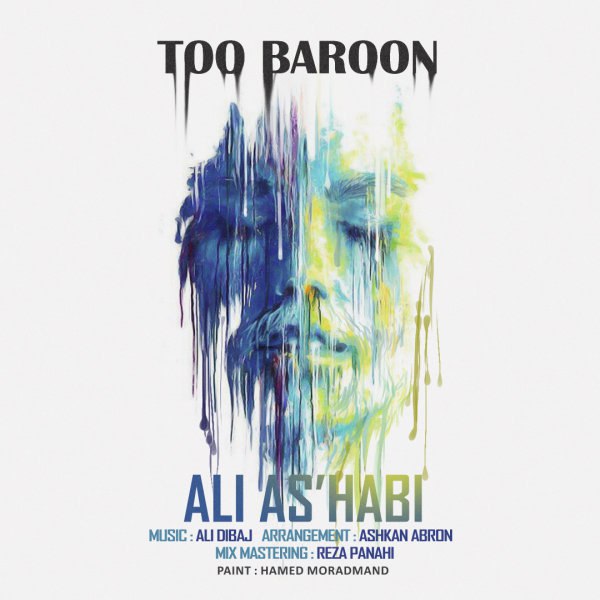 TOO BAROON
ALI AS'HABI
MUSIC : ALI DIBAJ ARRANGEMENT : ASHKAN ABRON
MIX MASTERING : REZA PANAHI
PAINT : HAMED MORADMAND